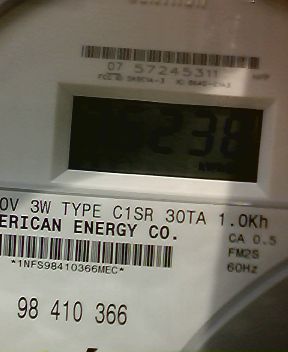 07 57245311
238
0V 3W TYPE C1SR 30TA 1.0Kh
ERICAN ENERGY CO.
CA 0.5
FM2S
60Hz
*1NFS98410366MEC*
98 410 366